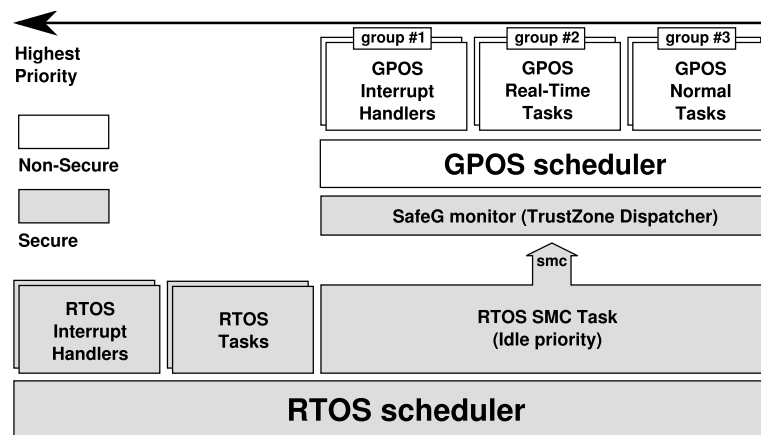 Highest
Priority
group #1
group #2
group #3
GPOS
Interrupt
Handlers
GPOS
Real-Time
Tasks
GPOS
Normal
Tasks
Non-Secure
GPOS scheduler
Secure
SafeG monitor (TrustZone Dispatcher)
smc
RTOS
Interrupt
Handlers
RTOS
Tasks
RTOS SMC Task
(Idle priority)
RTOS scheduler